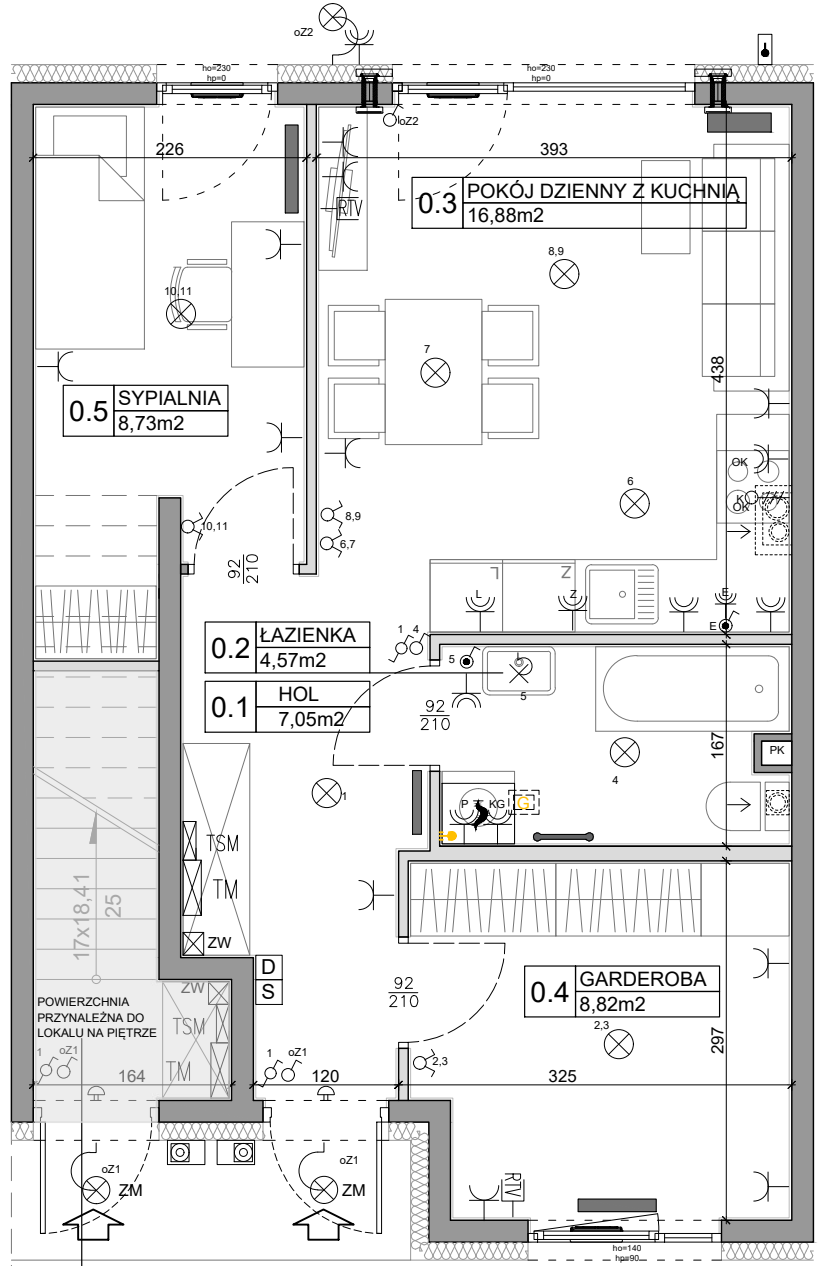 oZ2
ho=230
hp=0
ho=230
hp=0
oZ2
226
393
RTV
0.3
POKÓJ DZIENNY Z KUCHNIĄ
16,88m2
8,9
10,11
7
438
0.5
SYPIALNIA
8,73m2
OK
K
OK
6
10,11
8,9
6,7
92
210
L
Z
L
Z
E
E
0.2
ŁAZIENKA
4,57m2
1 4
5
5
0.1
HOL
7,05m2
92
210
167
PK
4
1
P
KG
G
TSM
TM
ZW
17x18,41
25
D
S
92
210
0.4
GARDEROBA
8,82m2
2,3
297
POWIERZCHNIA
PRZYNALEŻNA DO
LOKALU NA PIĘTRZE
ZW
TSM
TM
1 oZ1
1 oZ1
2,3
164
120
325
oZ1
ZM
oZ1
ZM
RTV
ho=140
hp=90